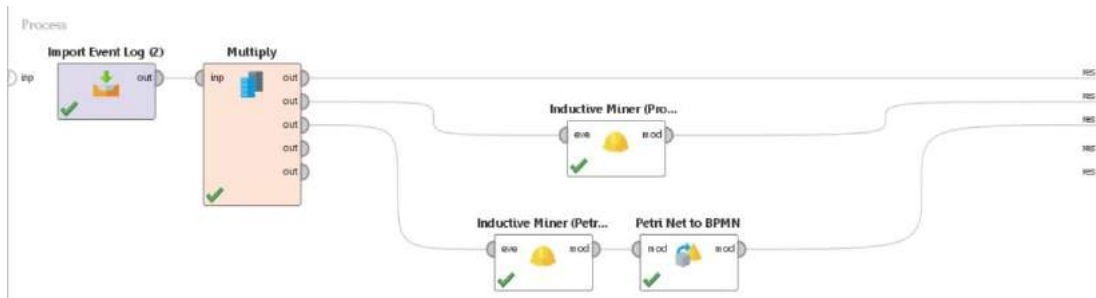 Process
Import Event Log (2)
Multiply
inp
out
inp
out
res
out
res
Inductive Miner (Pro...
out
eve
mod
res
out
res
out
res
Inductive Miner (Petr...
Petri Net to BPMN
eve
mod
mod
mod